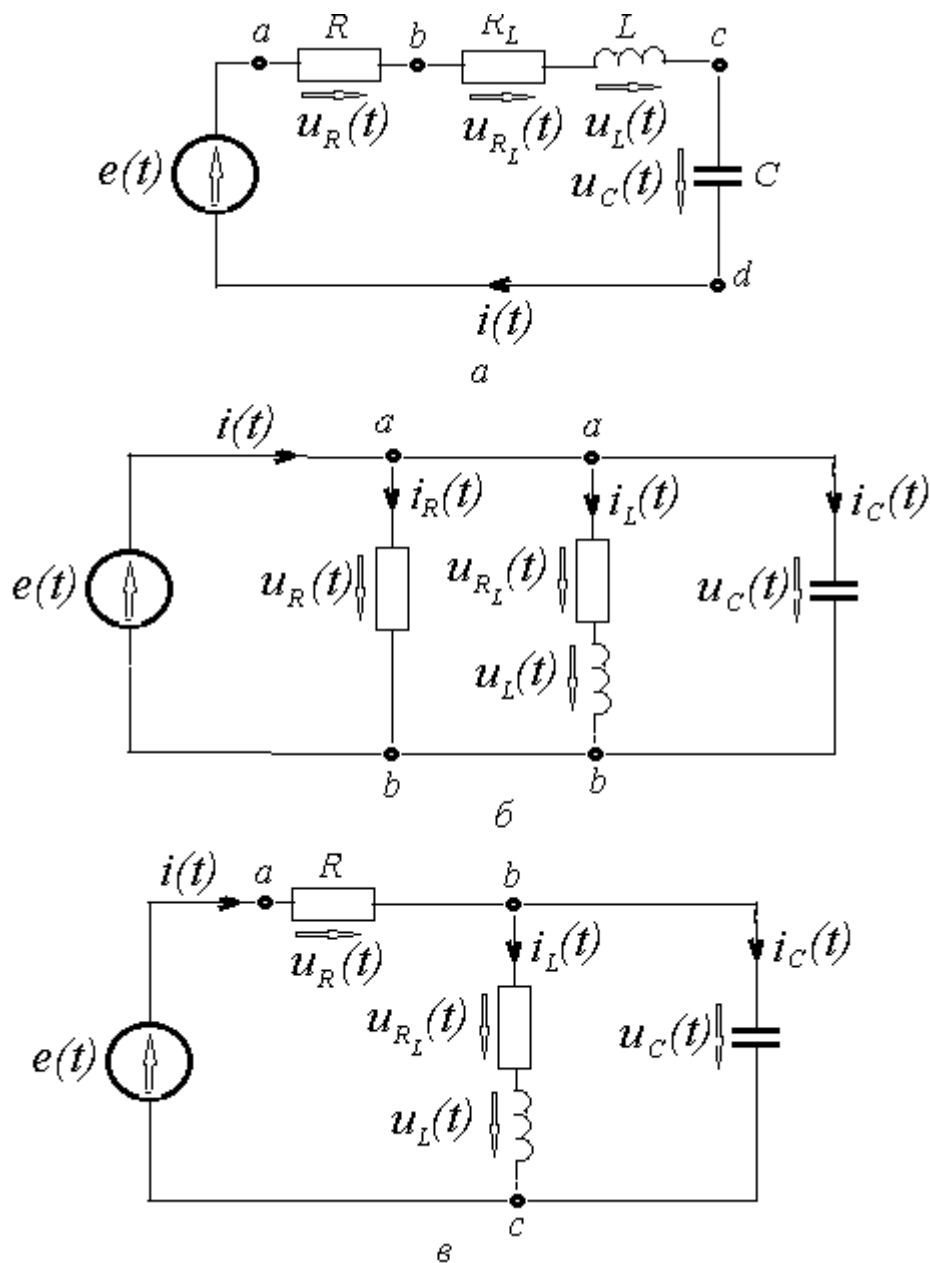 a R b R_L L c
u_R(t) u_{R_L}(t) u_L(t)
e(t) u_C(t) C
d
i(t)
а
i(t) a a
i_R(t) i_L(t) i_C(t)
e(t) u_R(t) u_{R_L}(t) u_C(t)
u_L(t)
b b
б
i(t) a R b
u_R(t) i_L(t) i_C(t)
e(t) u_{R_L}(t) u_C(t)
u_L(t)
c
в